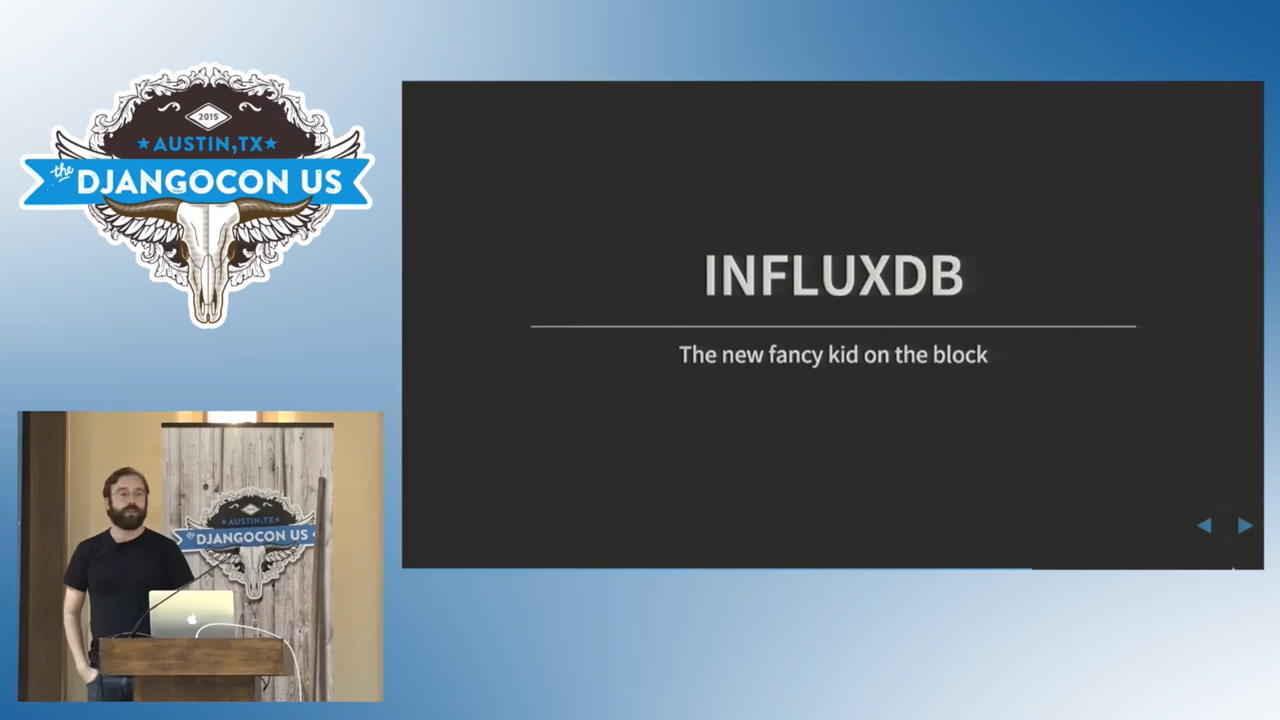 2015
AUSTIN,TX
the
DJANGOCON US
INFLUXDB
The new fancy kid on the block
AUSTIN,TX
the
DJANGOCON US